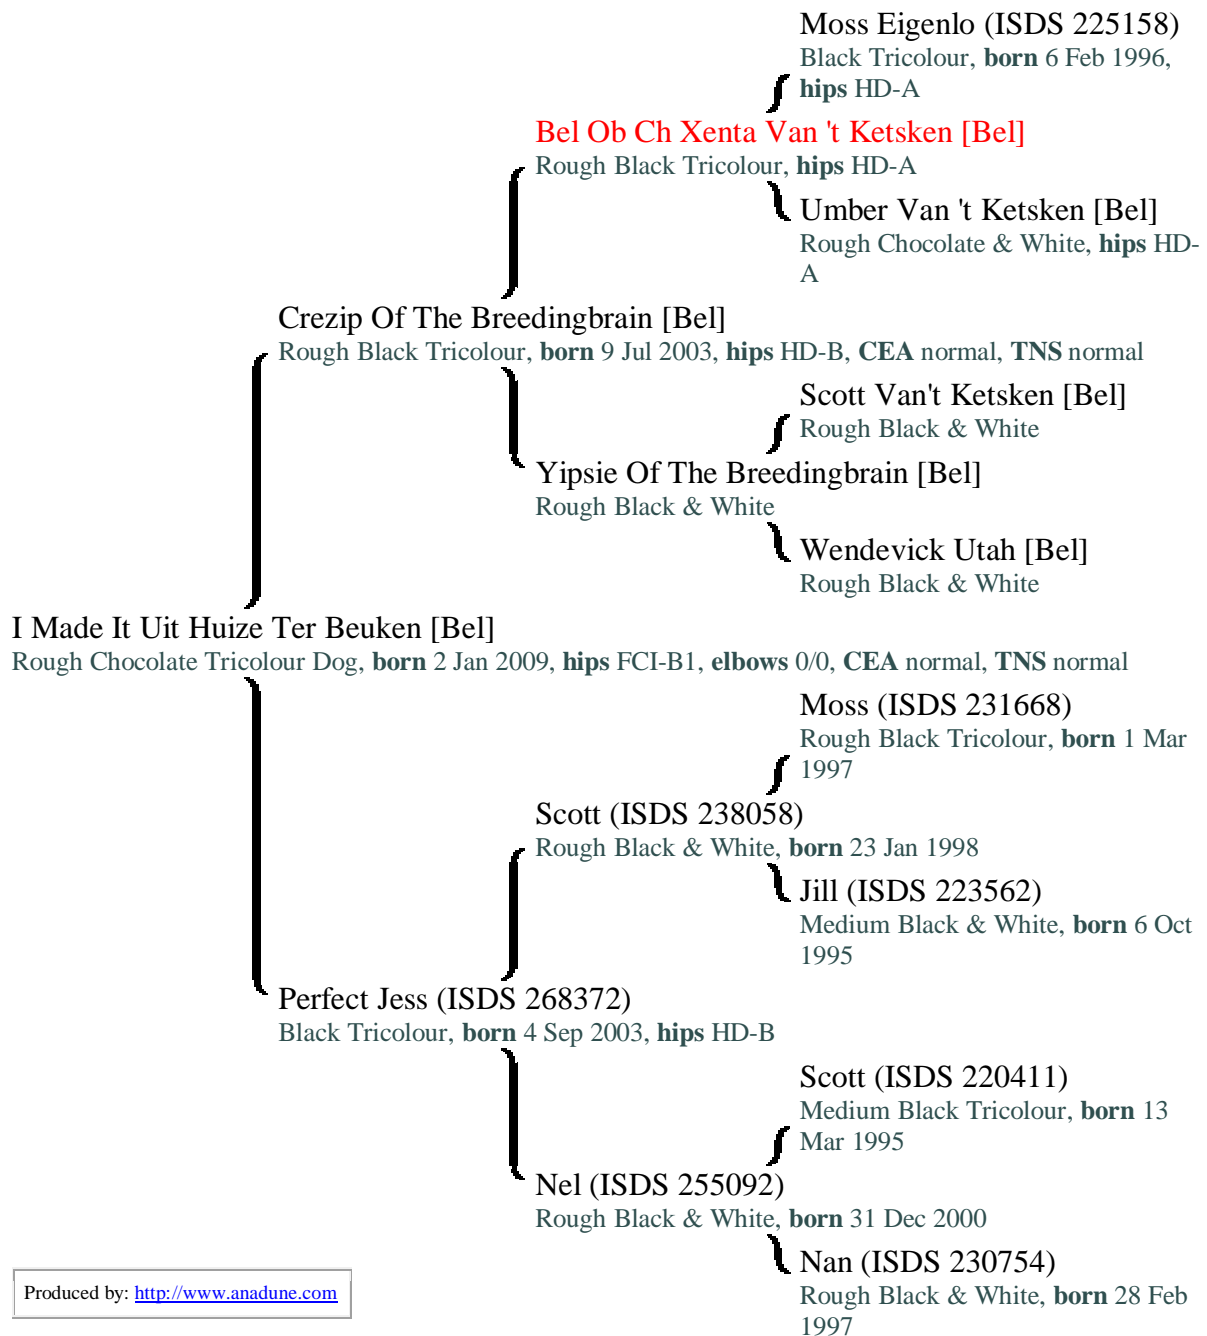 Moss Eigenlo (ISDS 225158)
Black Tricolour, born 6 Feb 1996,
hips HD-A
Bel Ob Ch Xenta Van 't Ketsken [Bel]
Rough Black Tricolour, hips HD-A
Umber Van 't Ketsken [Bel]
Rough Chocolate & White, hips HD-
A
Crezip Of The Breedingbrain [Bel]
Rough Black Tricolour, born 9 Jul 2003, hips HD-B, CEA normal, TNS normal
Scott Van't Ketsken [Bel]
Rough Black & White
Yipsie Of The Breedingbrain [Bel]
Rough Black & White
Wendevick Utah [Bel]
Rough Black & White
I Made It Uit Huize Ter Beuken [Bel]
Rough Chocolate Tricolour Dog, born 2 Jan 2009, hips FCI-B1, elbows 0/0, CEA normal, TNS normal
Moss (ISDS 231668)
Rough Black Tricolour, born 1 Mar
1997
Scott (ISDS 238058)
Rough Black & White, born 23 Jan 1998
Jill (ISDS 223562)
Medium Black & White, born 6 Oct
1995
Perfect Jess (ISDS 268372)
Black Tricolour, born 4 Sep 2003, hips HD-B
Scott (ISDS 220411)
Medium Black Tricolour, born 13
Mar 1995
Nel (ISDS 255092)
Rough Black & White, born 31 Dec 2000
Nan (ISDS 230754)
Rough Black & White, born 28 Feb
1997
Produced by: http://www.anadune.com